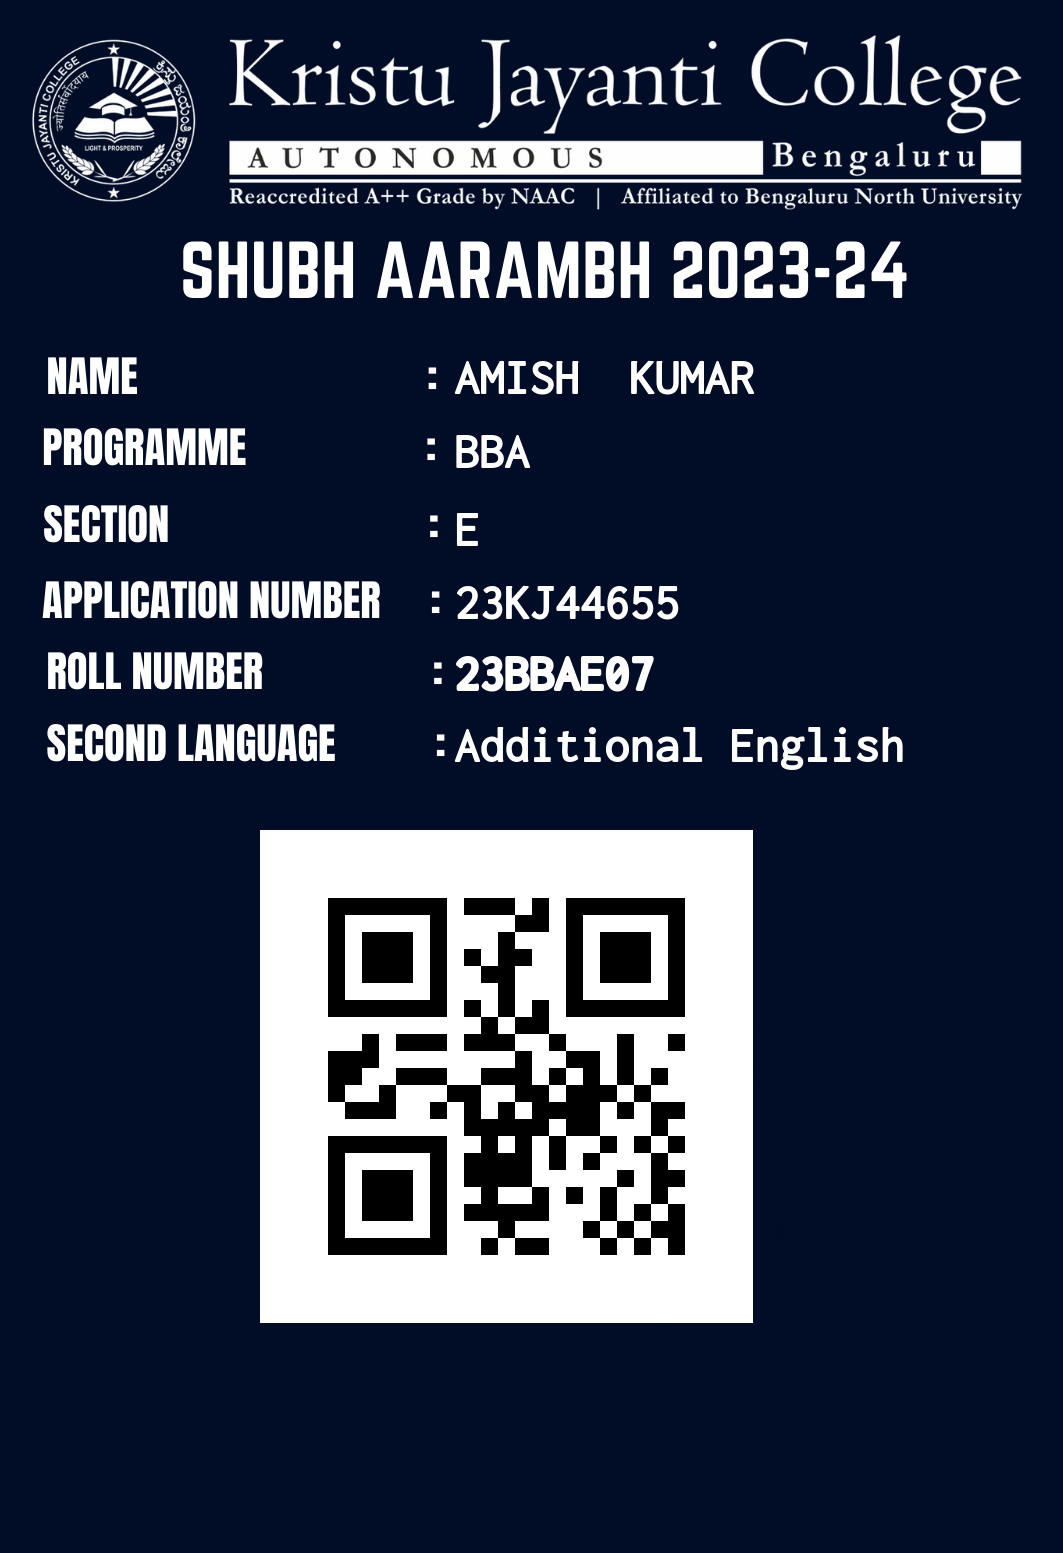 KRISTU JAYANTI COLLEGE
ಕ್ರಿಸ್ತು ಜಯಂತಿ ಕಾಲೇಜು
ज्योतिर्समृद्धिश्च
LIGHT & PROSPERITY
Kristu Jayanti College
AUTONOMOUS Bengaluru
Reaccredited A++ Grade by NAAC | Affiliated to Bengaluru North University
SHUBH AARAMBH 2023-24
NAME : AMISH KUMAR
PROGRAMME : BBA
SECTION : E
APPLICATION NUMBER : 23KJ44655
ROLL NUMBER : 23BBAE07
SECOND LANGUAGE : Additional English